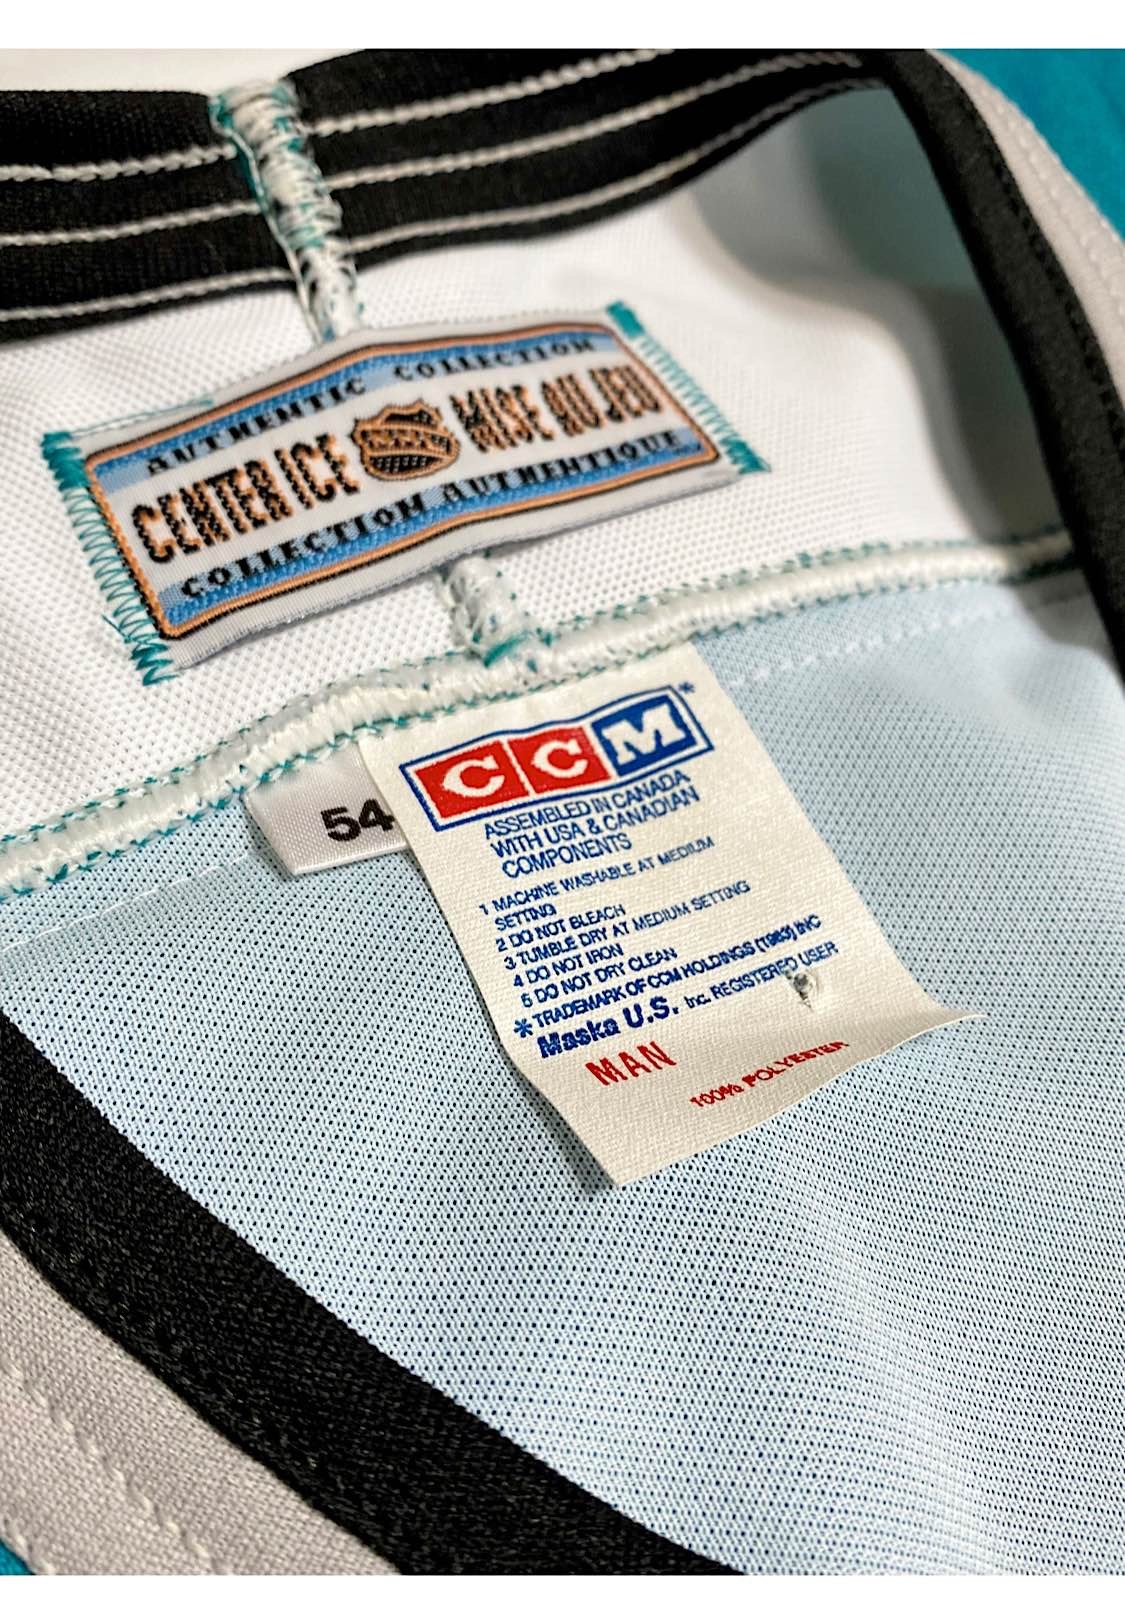 AUTHENTIC COLLECTION
CENTER ICE NHL MISE AU JEU
COLLECTION AUTHENTIQUE
54
CCM*
ASSEMBLED IN CANADA
WITH USA & CANADIAN
COMPONENTS
1 MACHINE WASHABLE AT MEDIUM
SETTING
2 DO NOT BLEACH
3 TUMBLE DRY AT MEDIUM SETTING
4 DO NOT IRON
5 DO NOT DRY CLEAN
* TRADEMARK OF CCM HOLDINGS (1983) INC
Maska U.S. Inc. REGISTERED USER
MAN
100% POLYESTER